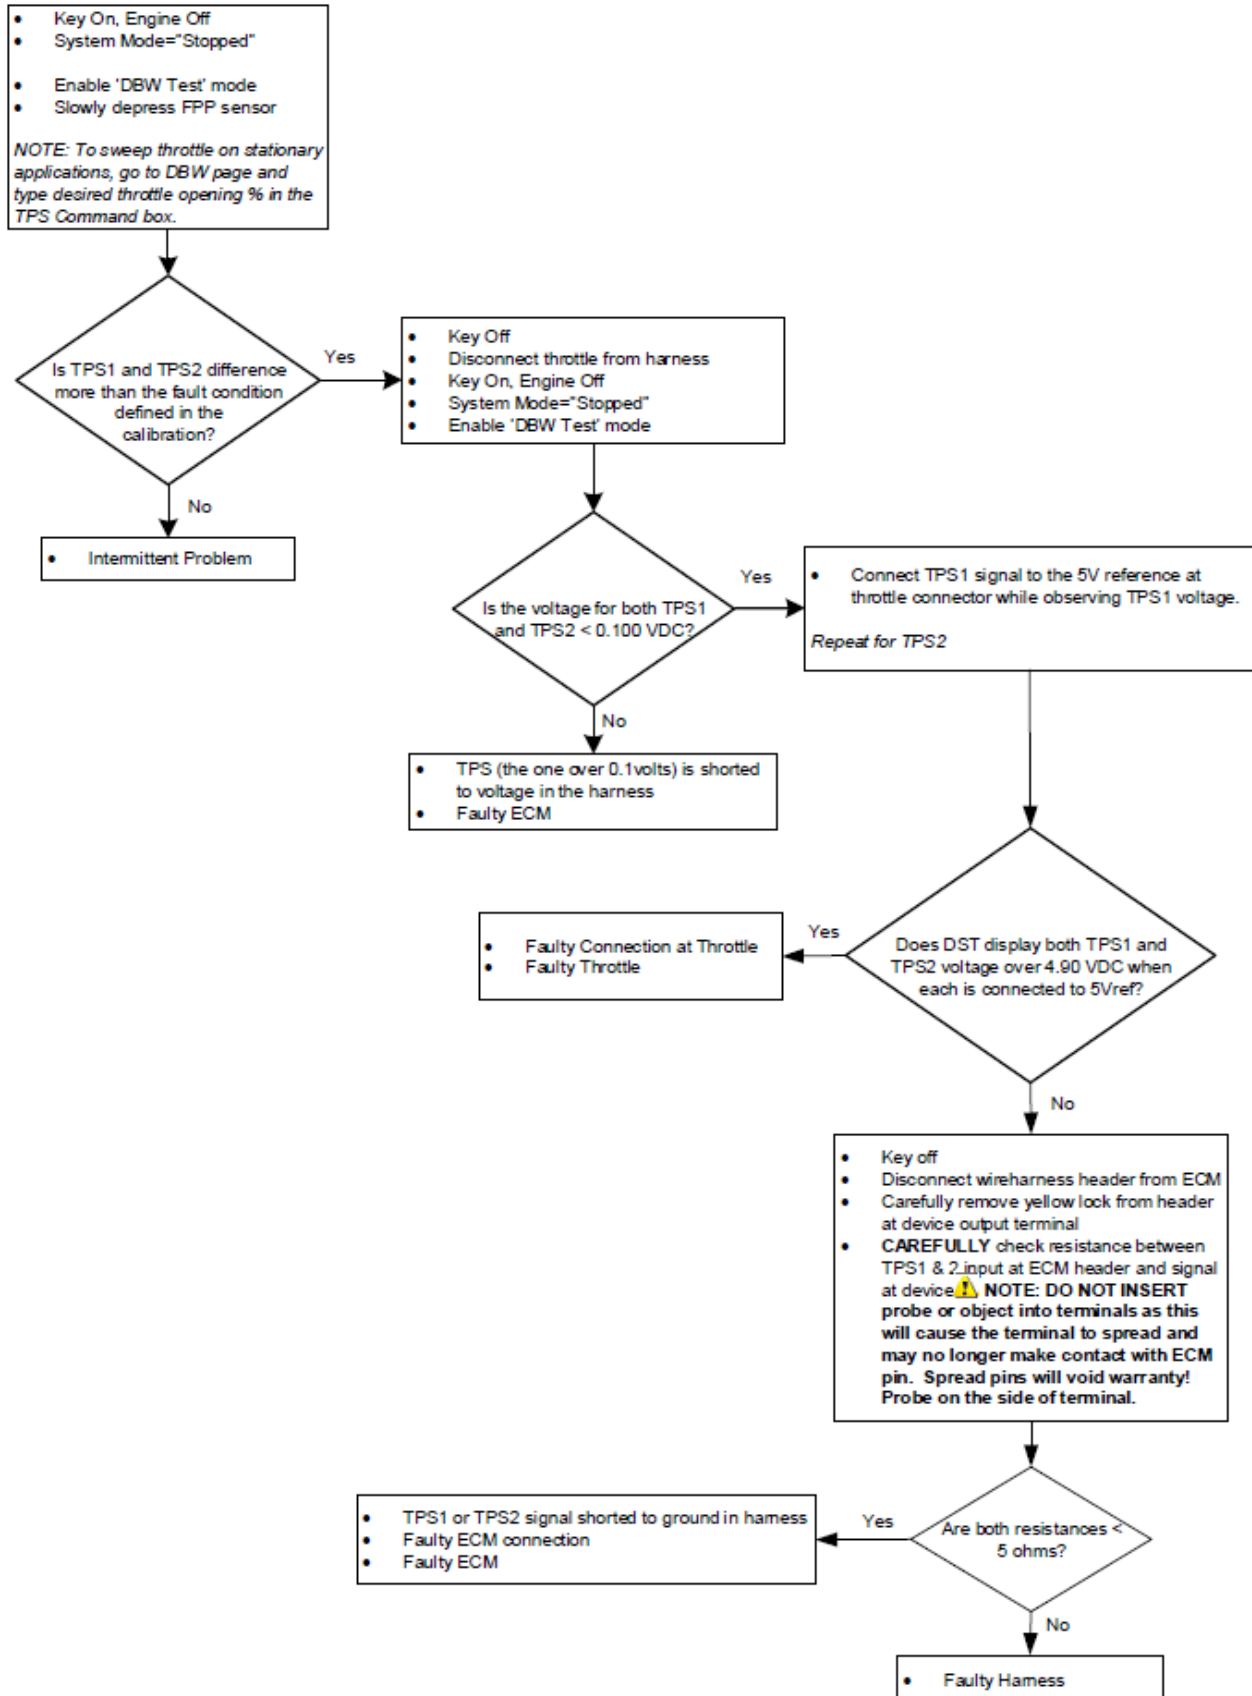 • Key On, Engine Off
• System Mode="Stopped"
• Enable 'DBW Test' mode
• Slowly depress FPP sensor
NOTE: To sweep throttle on stationary
applications, go to DBW page and
type desired throttle opening % in the
TPS Command box.
Is TPS1 and TPS2 difference
more than the fault condition
defined in the
calibration?
Yes
No
• Intermittent Problem
• Key Off
• Disconnect throttle from harness
• Key On, Engine Off
• System Mode="Stopped"
• Enable 'DBW Test' mode
Is the voltage for both TPS1
and TPS2 < 0.100 VDC?
Yes
No
• TPS (the one over 0.1volts) is shorted
to voltage in the harness
• Faulty ECM
• Connect TPS1 signal to the 5V reference at
throttle connector while observing TPS1 voltage.
Repeat for TPS2
Does DST display both TPS1 and
TPS2 voltage over 4.90 VDC when
each is connected to 5Vref?
Yes
• Faulty Connection at Throttle
• Faulty Throttle
No
• Key off
• Disconnect wireharness header from ECM
• Carefully remove yellow lock from header
at device output terminal
• CAREFULLY check resistance between
TPS1 & 2 input at ECM header and signal
at device NOTE: DO NOT INSERT
probe or object into terminals as this
will cause the terminal to spread and
may no longer make contact with ECM
pin. Spread pins will void warranty!
Probe on the side of terminal.
Are both resistances <
5 ohms?
Yes
• TPS1 or TPS2 signal shorted to ground in harness
• Faulty ECM connection
• Faulty ECM
No
• Faulty Harness